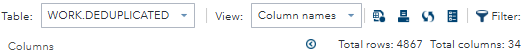 Table: WORK.DEDUPLICATED View: Column names Filter:
Columns Total rows: 4867 Total columns: 34